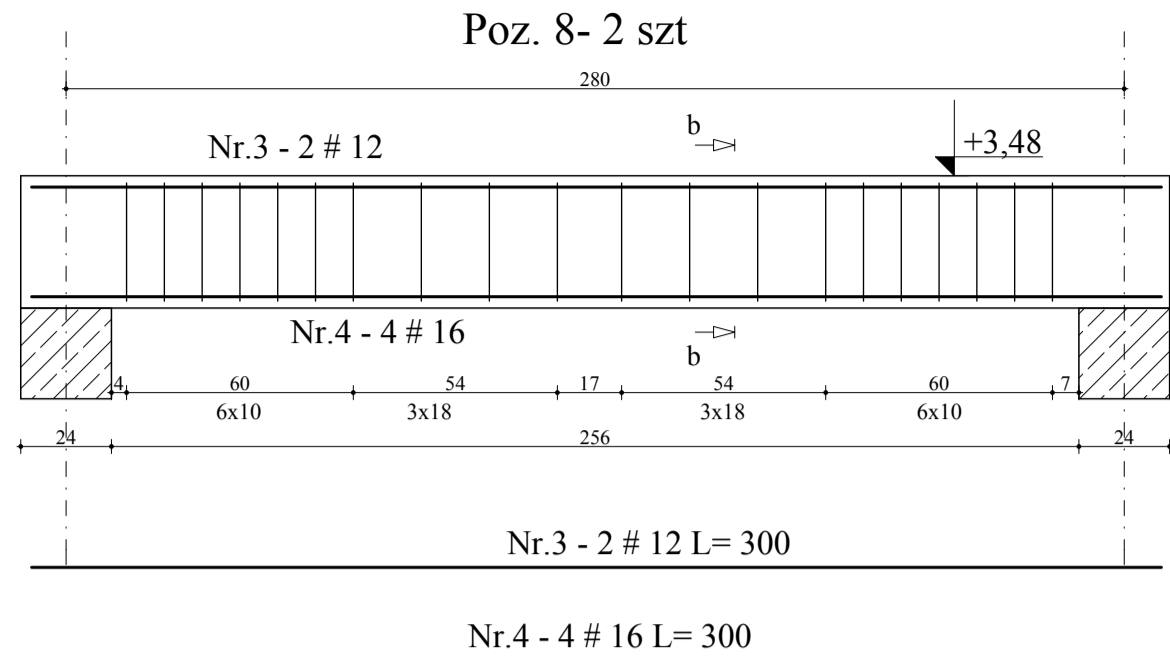 Poz. 8- 2 szt
280
Nr.3 - 2 # 12
b
+3,48
Nr.4 - 4 # 16
b
4 60 54 17 54 60 7
6x10 3x18 3x18 6x10
24 256 24
Nr.3 - 2 # 12 L= 300
Nr.4 - 4 # 16 L= 300